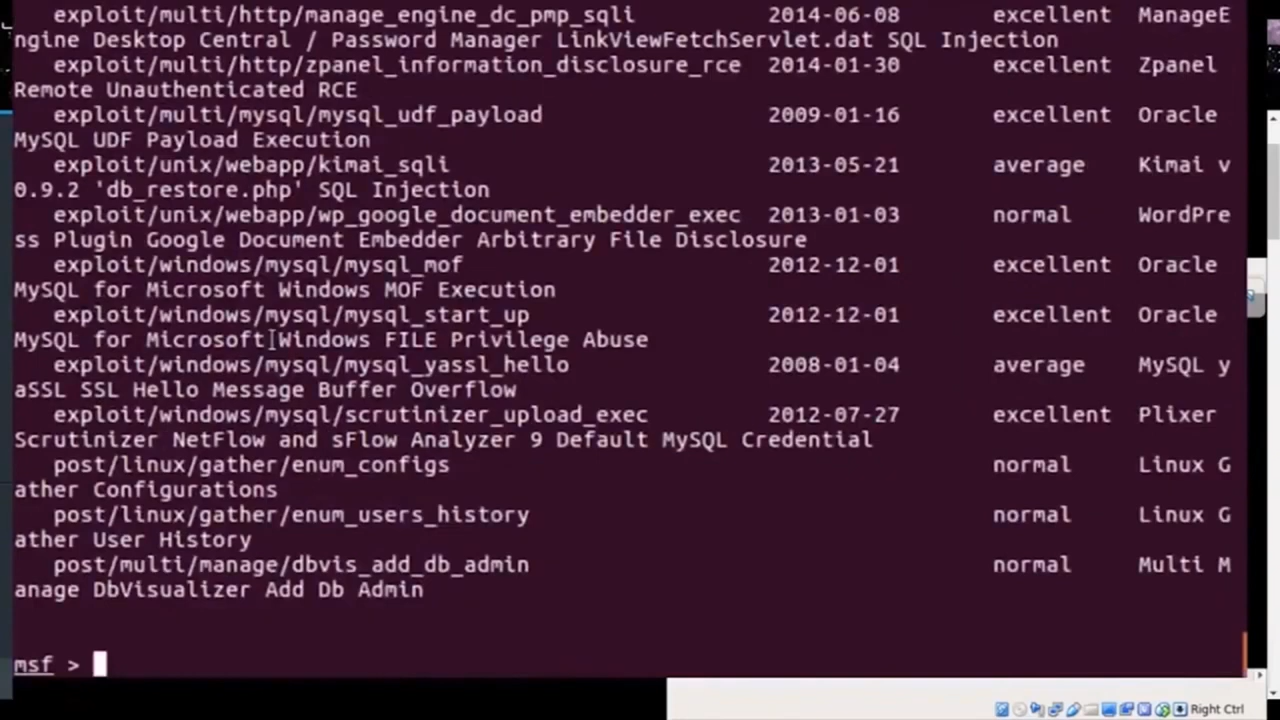 exploit/multi/http/manage_engine_dc_pmp_sqli 2014-06-08 excellent ManageE
ngine Desktop Central / Password Manager LinkViewFetchServlet.dat SQL Injection
exploit/multi/http/zpanel_information_disclosure_rce 2014-01-30 excellent Zpanel
Remote Unauthenticated RCE
exploit/multi/mysql/mysql_udf_payload 2009-01-16 excellent Oracle
MySQL UDF Payload Execution
exploit/unix/webapp/kimai_sqli 2013-05-21 average Kimai v
0.9.2 'db_restore.php' SQL Injection
exploit/unix/webapp/wp_google_document_embedder_exec 2013-01-03 normal WordPre
ss Plugin Google Document Embedder Arbitrary File Disclosure
exploit/windows/mysql/mysql_mof 2012-12-01 excellent Oracle
MySQL for Microsoft Windows MOF Execution
exploit/windows/mysql/mysql_start_up 2012-12-01 excellent Oracle
MySQL for Microsoft Windows FILE Privilege Abuse
exploit/windows/mysql/mysql_yassl_hello 2008-01-04 average MySQL y
aSSL SSL Hello Message Buffer Overflow
exploit/windows/mysql/scrutinizer_upload_exec 2012-07-27 excellent Plixer
Scrutinizer NetFlow and sFlow Analyzer 9 Default MySQL Credential
post/linux/gather/enum_configs normal Linux G
ather Configurations
post/linux/gather/enum_users_history normal Linux G
ather User History
post/multi/manage/dbvis_add_db_admin normal Multi M
anage DbVisualizer Add Db Admin
msf >
Right Ctrl